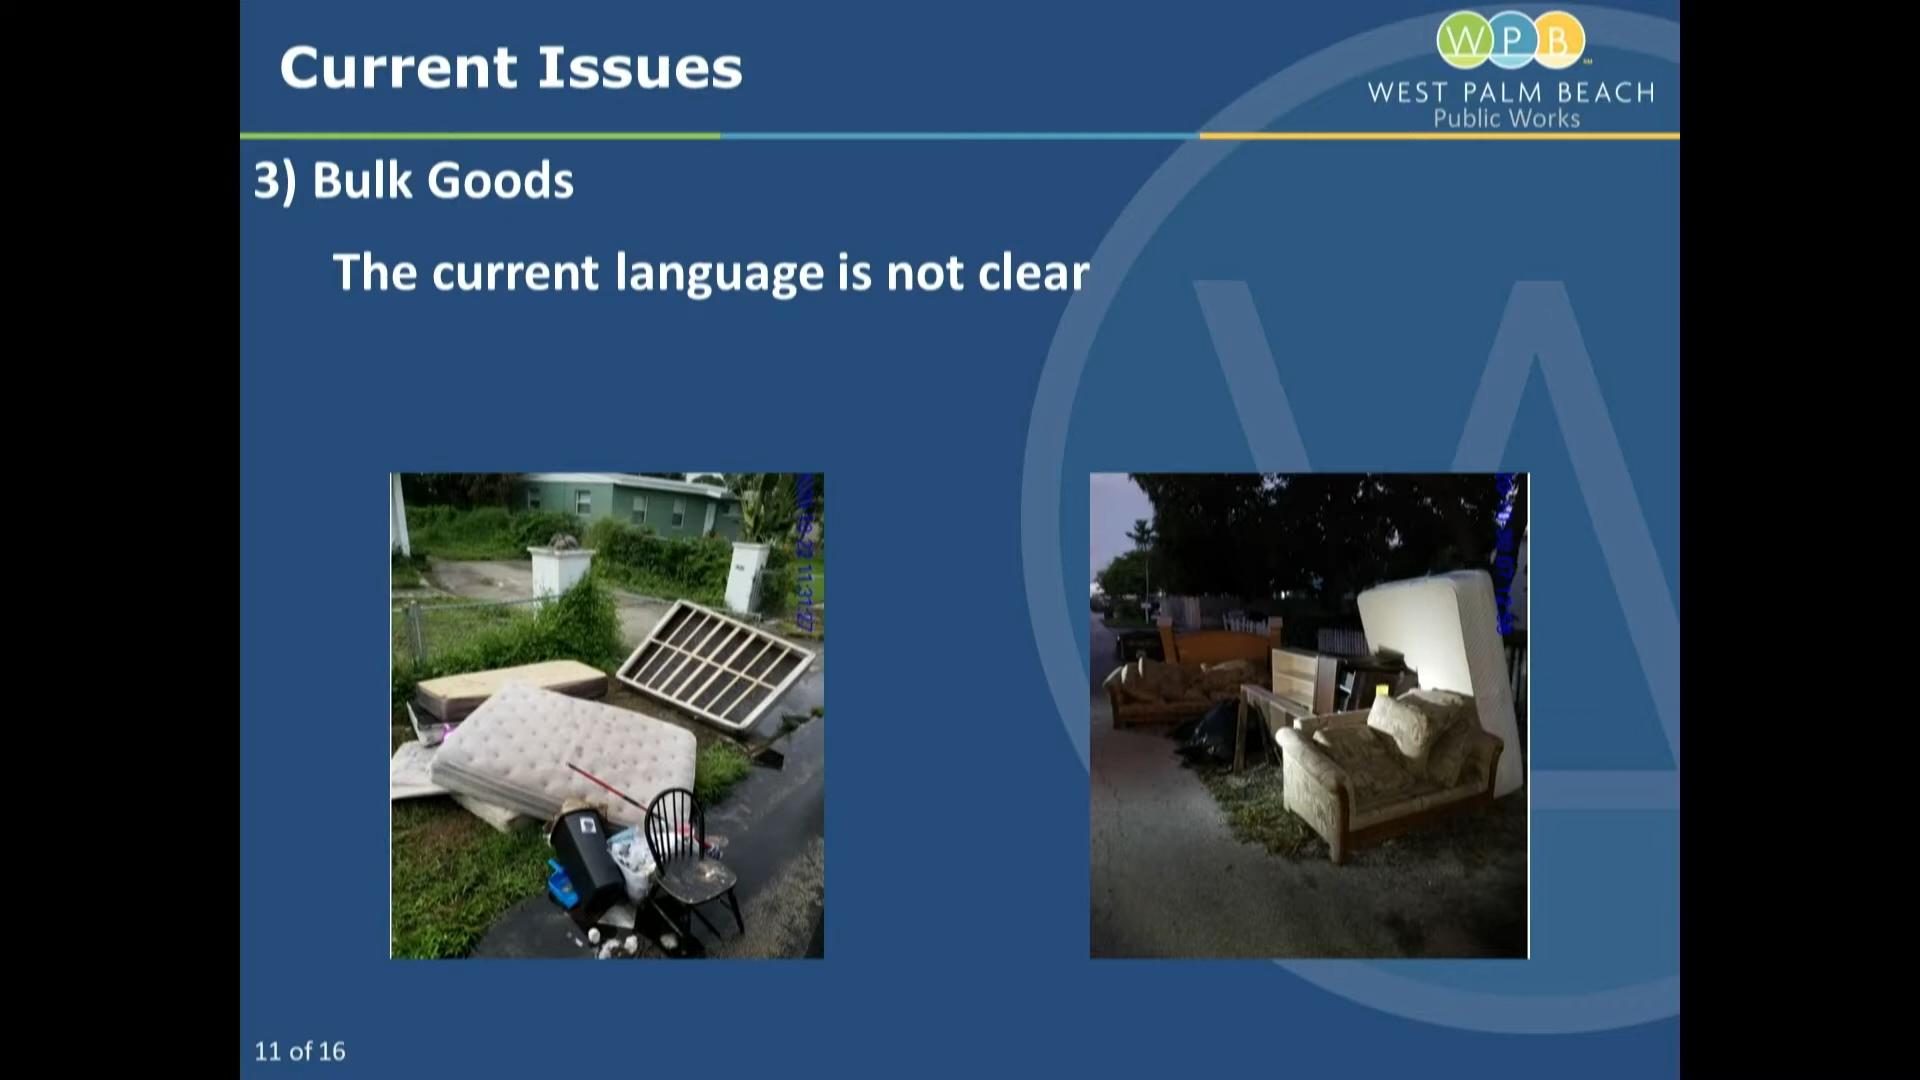 Current Issues
WPB
WEST PALM BEACH
Public Works
3) Bulk Goods
The current language is not clear
11 of 16